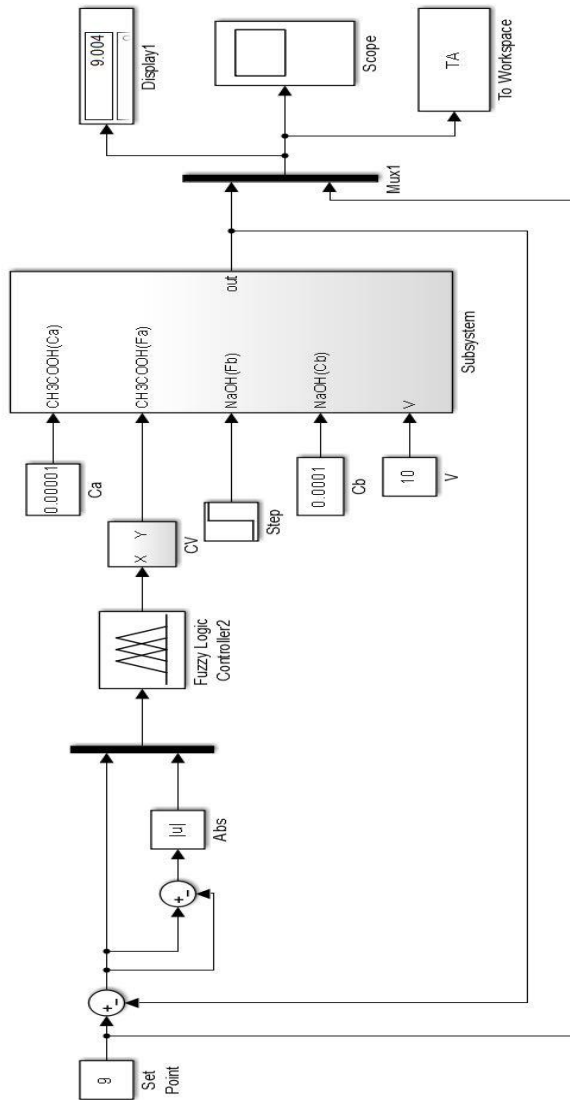 9
Set
Point
+
-
+
-
|u|
Abs
Fuzzy Logic
Controller2
X Y
CV
0.00001
Ca
Step
0.0001
Cb
10
V
CH3COOH(Ca)
CH3COOH(Fa)
NaOH(Fb)
NaOH(Cb)
V
out
Subsystem
Mux1
9.004
Display1
Scope
TA
To Workspace